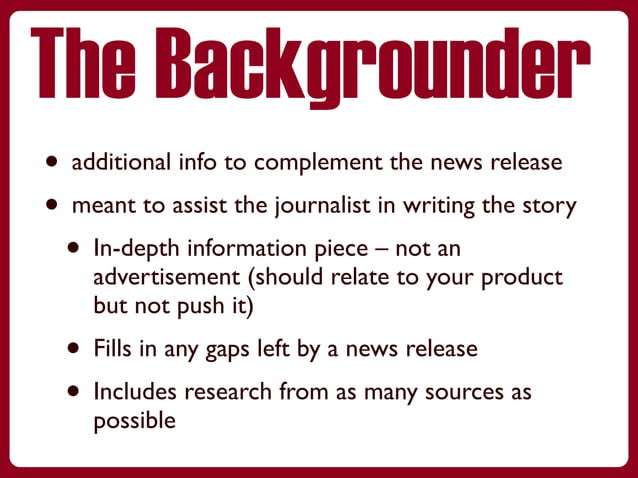 The Backgrounder
• additional info to complement the news release
• meant to assist the journalist in writing the story
• In-depth information piece – not an
advertisement (should relate to your product
but not push it)
• Fills in any gaps left by a news release
• Includes research from as many sources as
possible